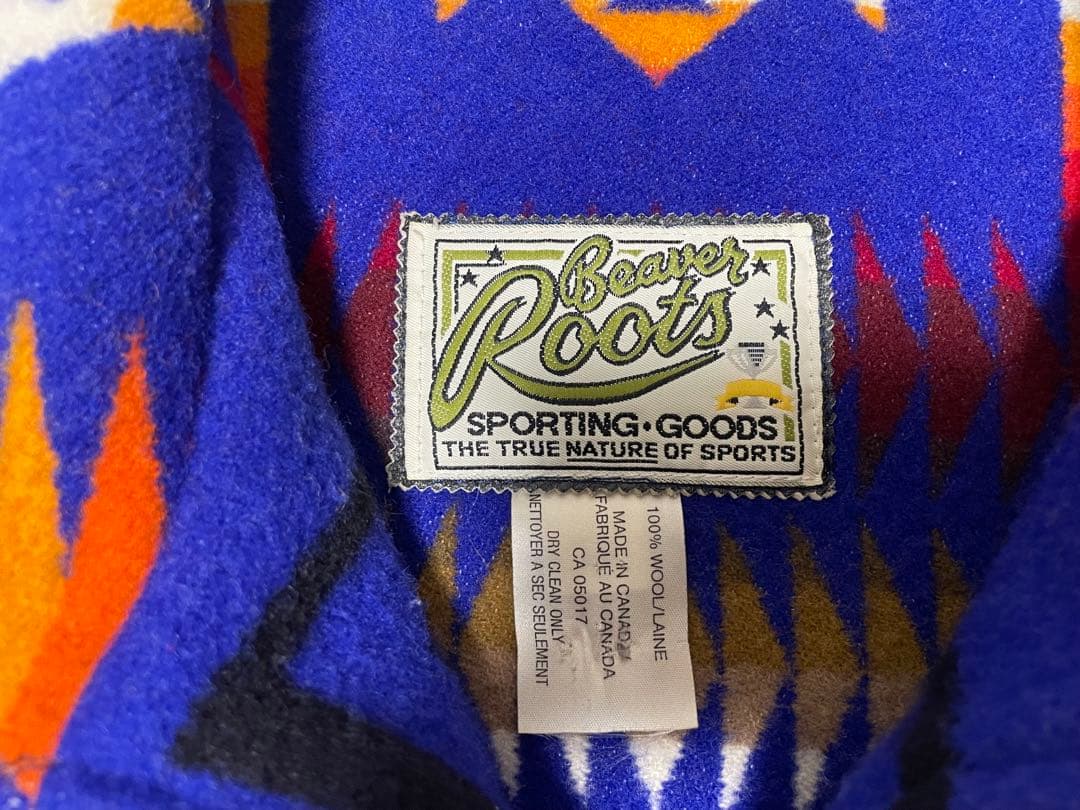 Beaver
Roots
SPORTING·GOODS
THE TRUE NATURE OF SPORTS
100% WOOL/LAINE
MADE IN CANADA
FABRIQUÉ AU CANADA
CA 05017
DRY CLEAN ONLY
NETTOYER A SEC SEULEMENT